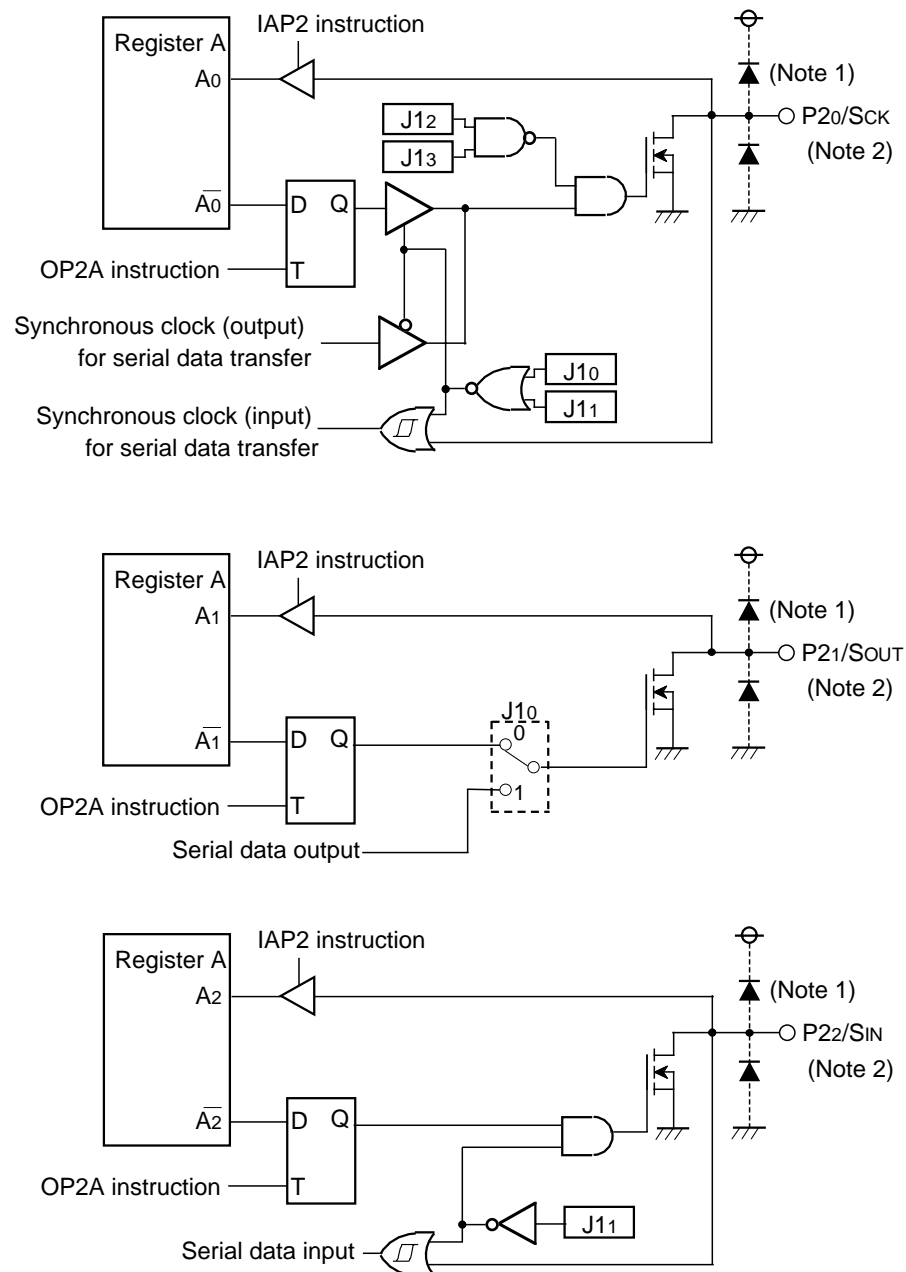 IAP2 instruction
Register A
A0
(Note 1)
J12
P20/SCK
J13
(Note 2)
A0
D Q
OP2A instruction
T
Synchronous clock (output)
for serial data transfer
J10
J11
Synchronous clock (input)
for serial data transfer
IAP2 instruction
Register A
A1
(Note 1)
P21/SOUT
(Note 2)
J10
0
A1
D Q
1
OP2A instruction
T
Serial data output
IAP2 instruction
Register A
A2
(Note 1)
P22/SIN
(Note 2)
A2
D Q
OP2A instruction
T
J11
Serial data input